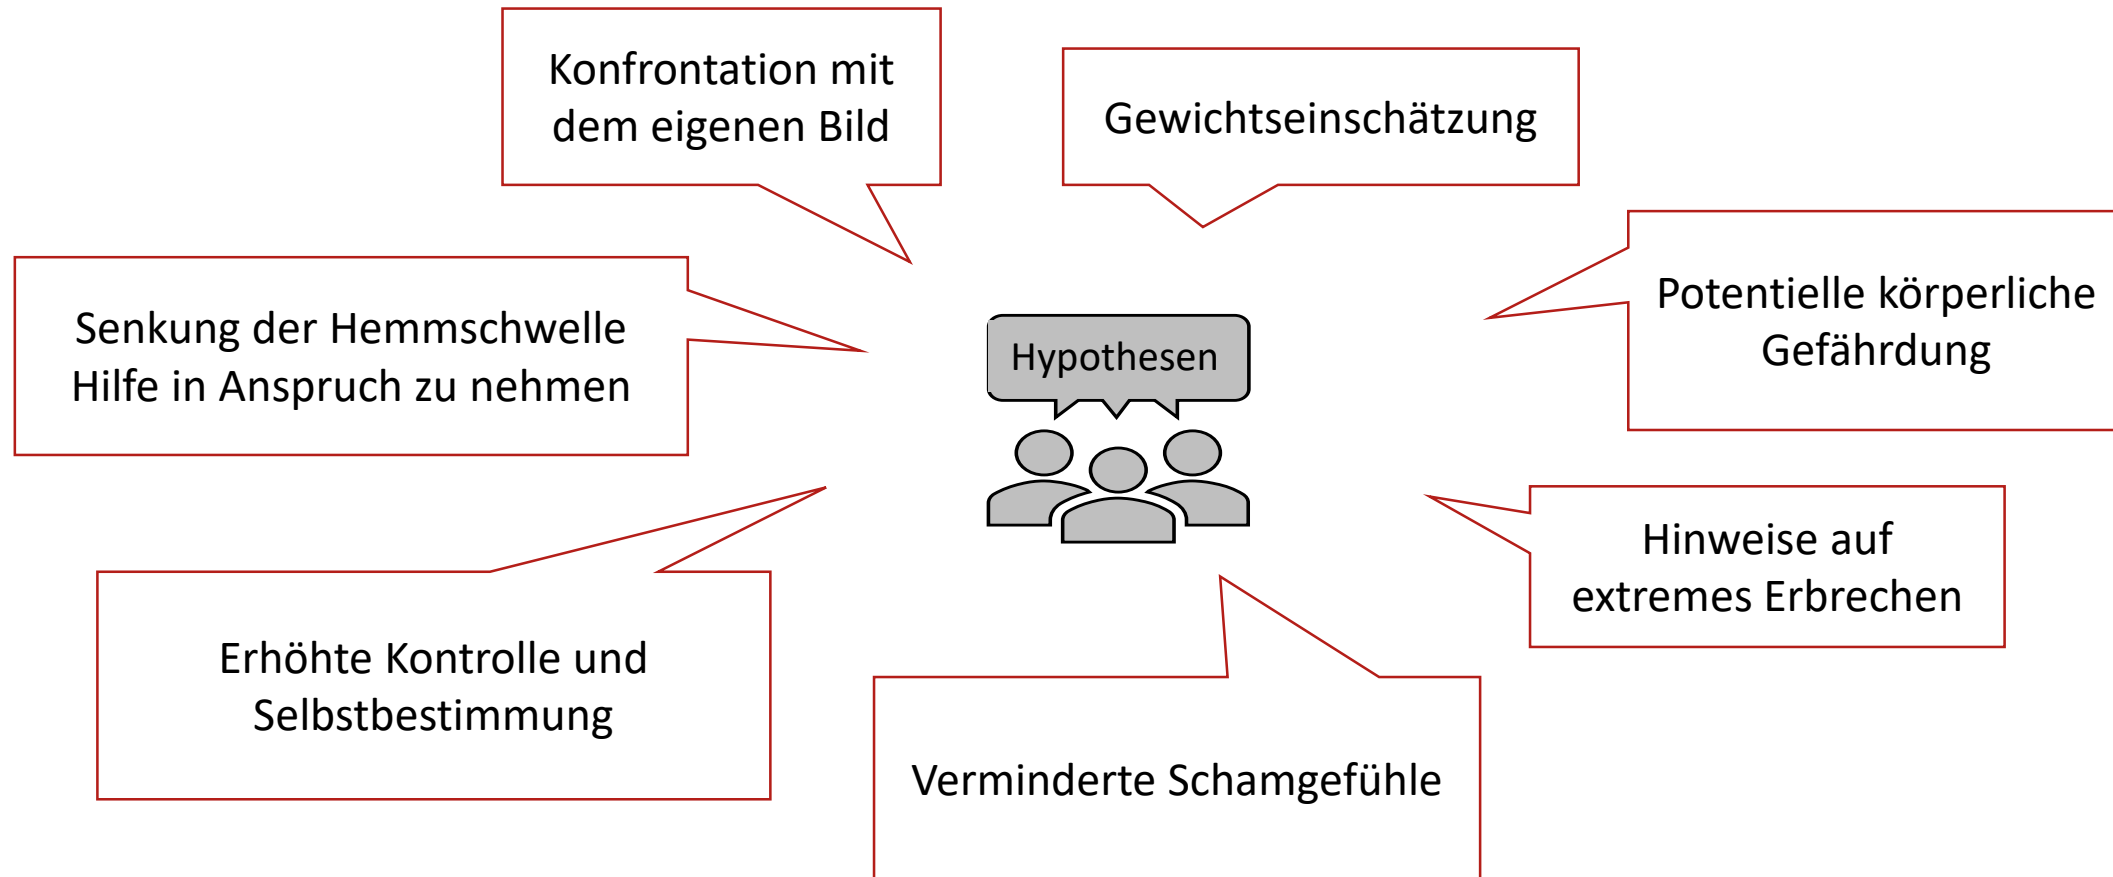 Konfrontation mit
dem eigenen Bild
Gewichtseinschätzung
Senkung der Hemmschwelle
Hilfe in Anspruch zu nehmen
Hypothesen
Potentielle körperliche
Gefährdung
Erhöhte Kontrolle und
Selbstbestimmung
Verminderte Schamgefühle
Hinweise auf
extremes Erbrechen